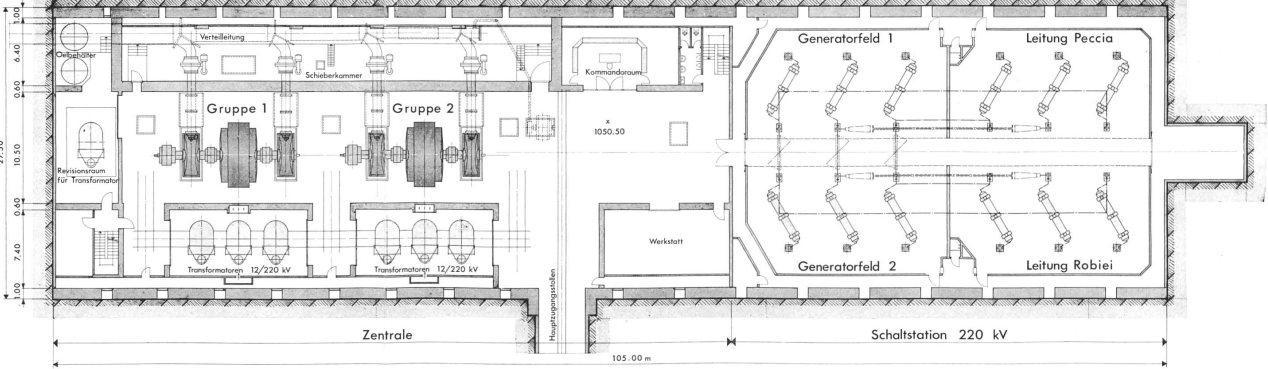 1.00
Oelbehälter
6.40
Verteilleitung
Schieberkammer
Kommandoraum
Generatorfeld 1
Leitung Peccia
0.60
Gruppe 1
Gruppe 2
x
1050.50
10.50
Revisionsraum
für Transformator
0.60
7.40
Transformatoren 12/220 kV
Transformatoren 12/220 kV
Werkstatt
Generatorfeld 2
Leitung Robiei
1.00
Hauptzugangsstollen
Zentrale
Schaltstation 220 kV
105.00 m